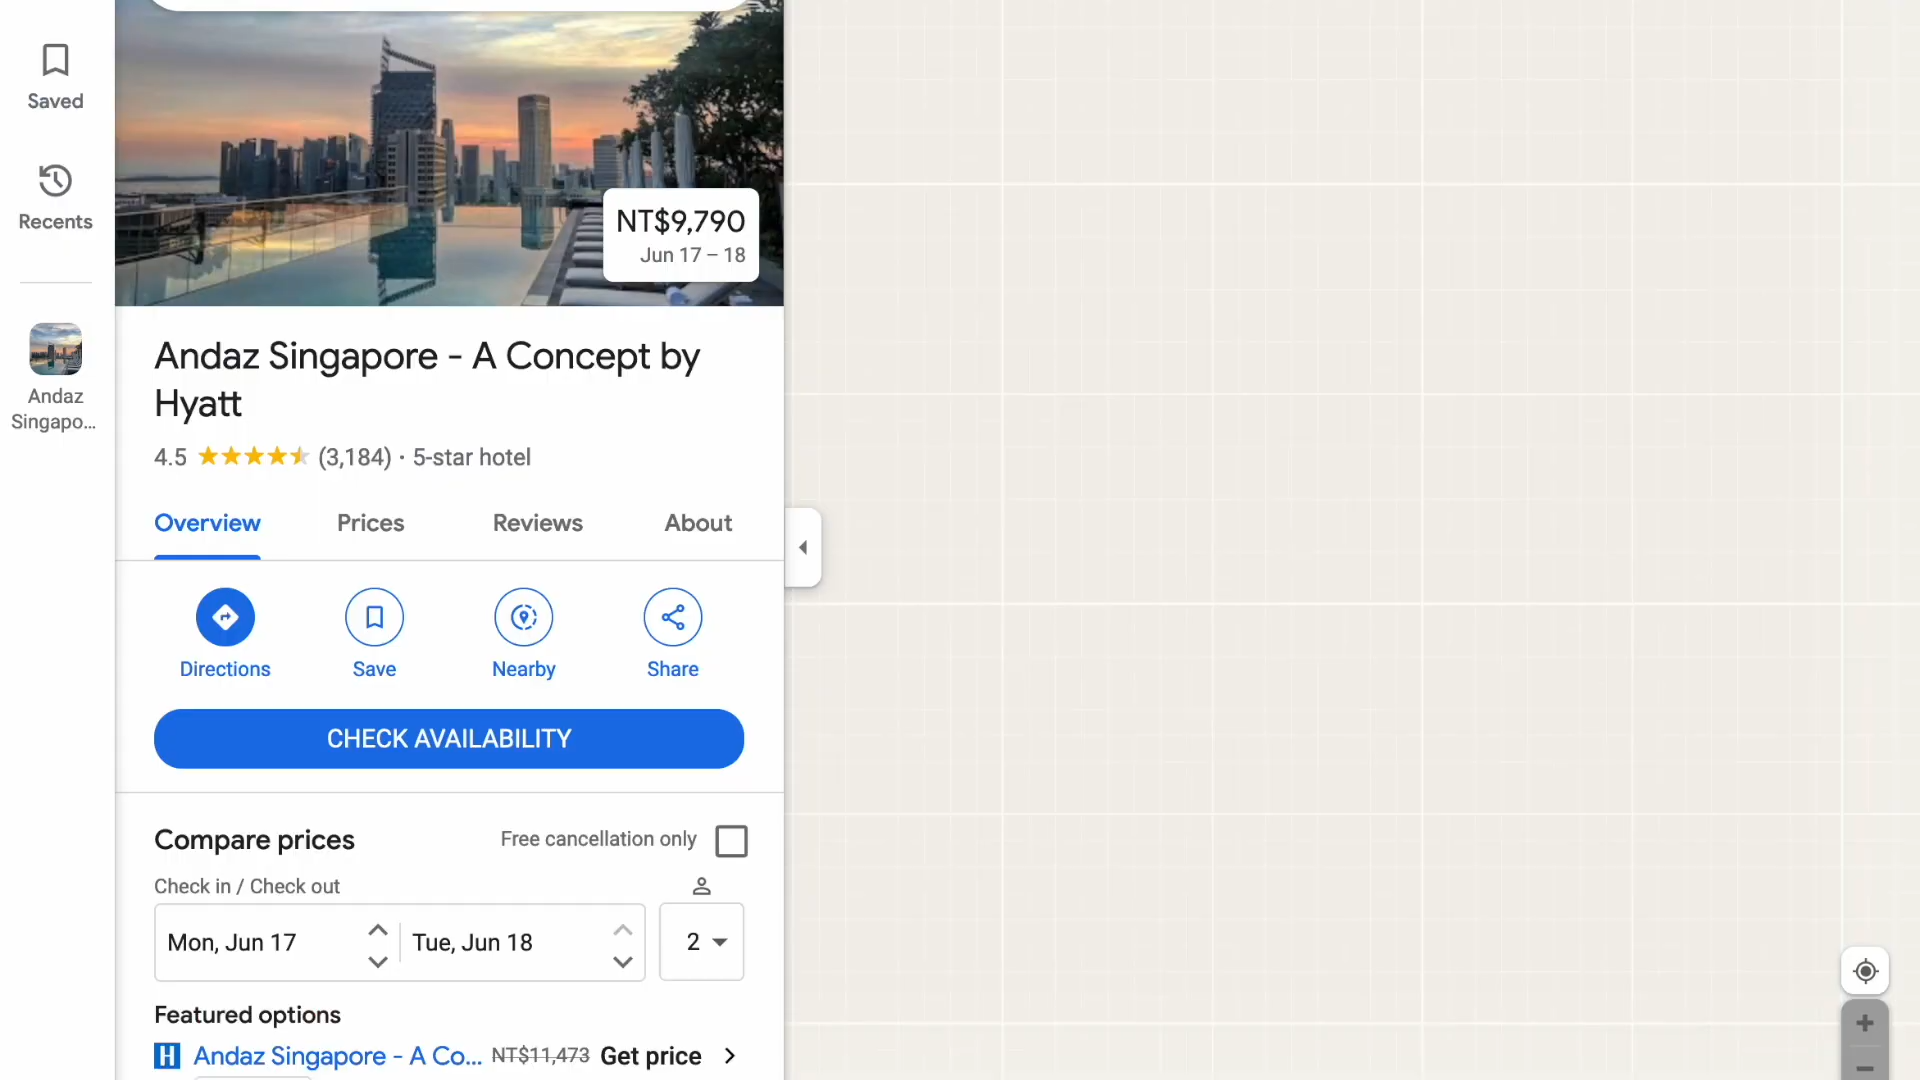 Saved
Recents
Andaz
Singapo...
NT$9,790
Jun 17 – 18
Andaz Singapore - A Concept by
Hyatt
4.5 (3,184) · 5-star hotel
Overview Prices Reviews About
Directions Save Nearby Share
CHECK AVAILABILITY
Compare prices Free cancellation only
Check in / Check out
Mon, Jun 17 Tue, Jun 18 2
Featured options
H Andaz Singapore - A Co... NT$11,473 Get price